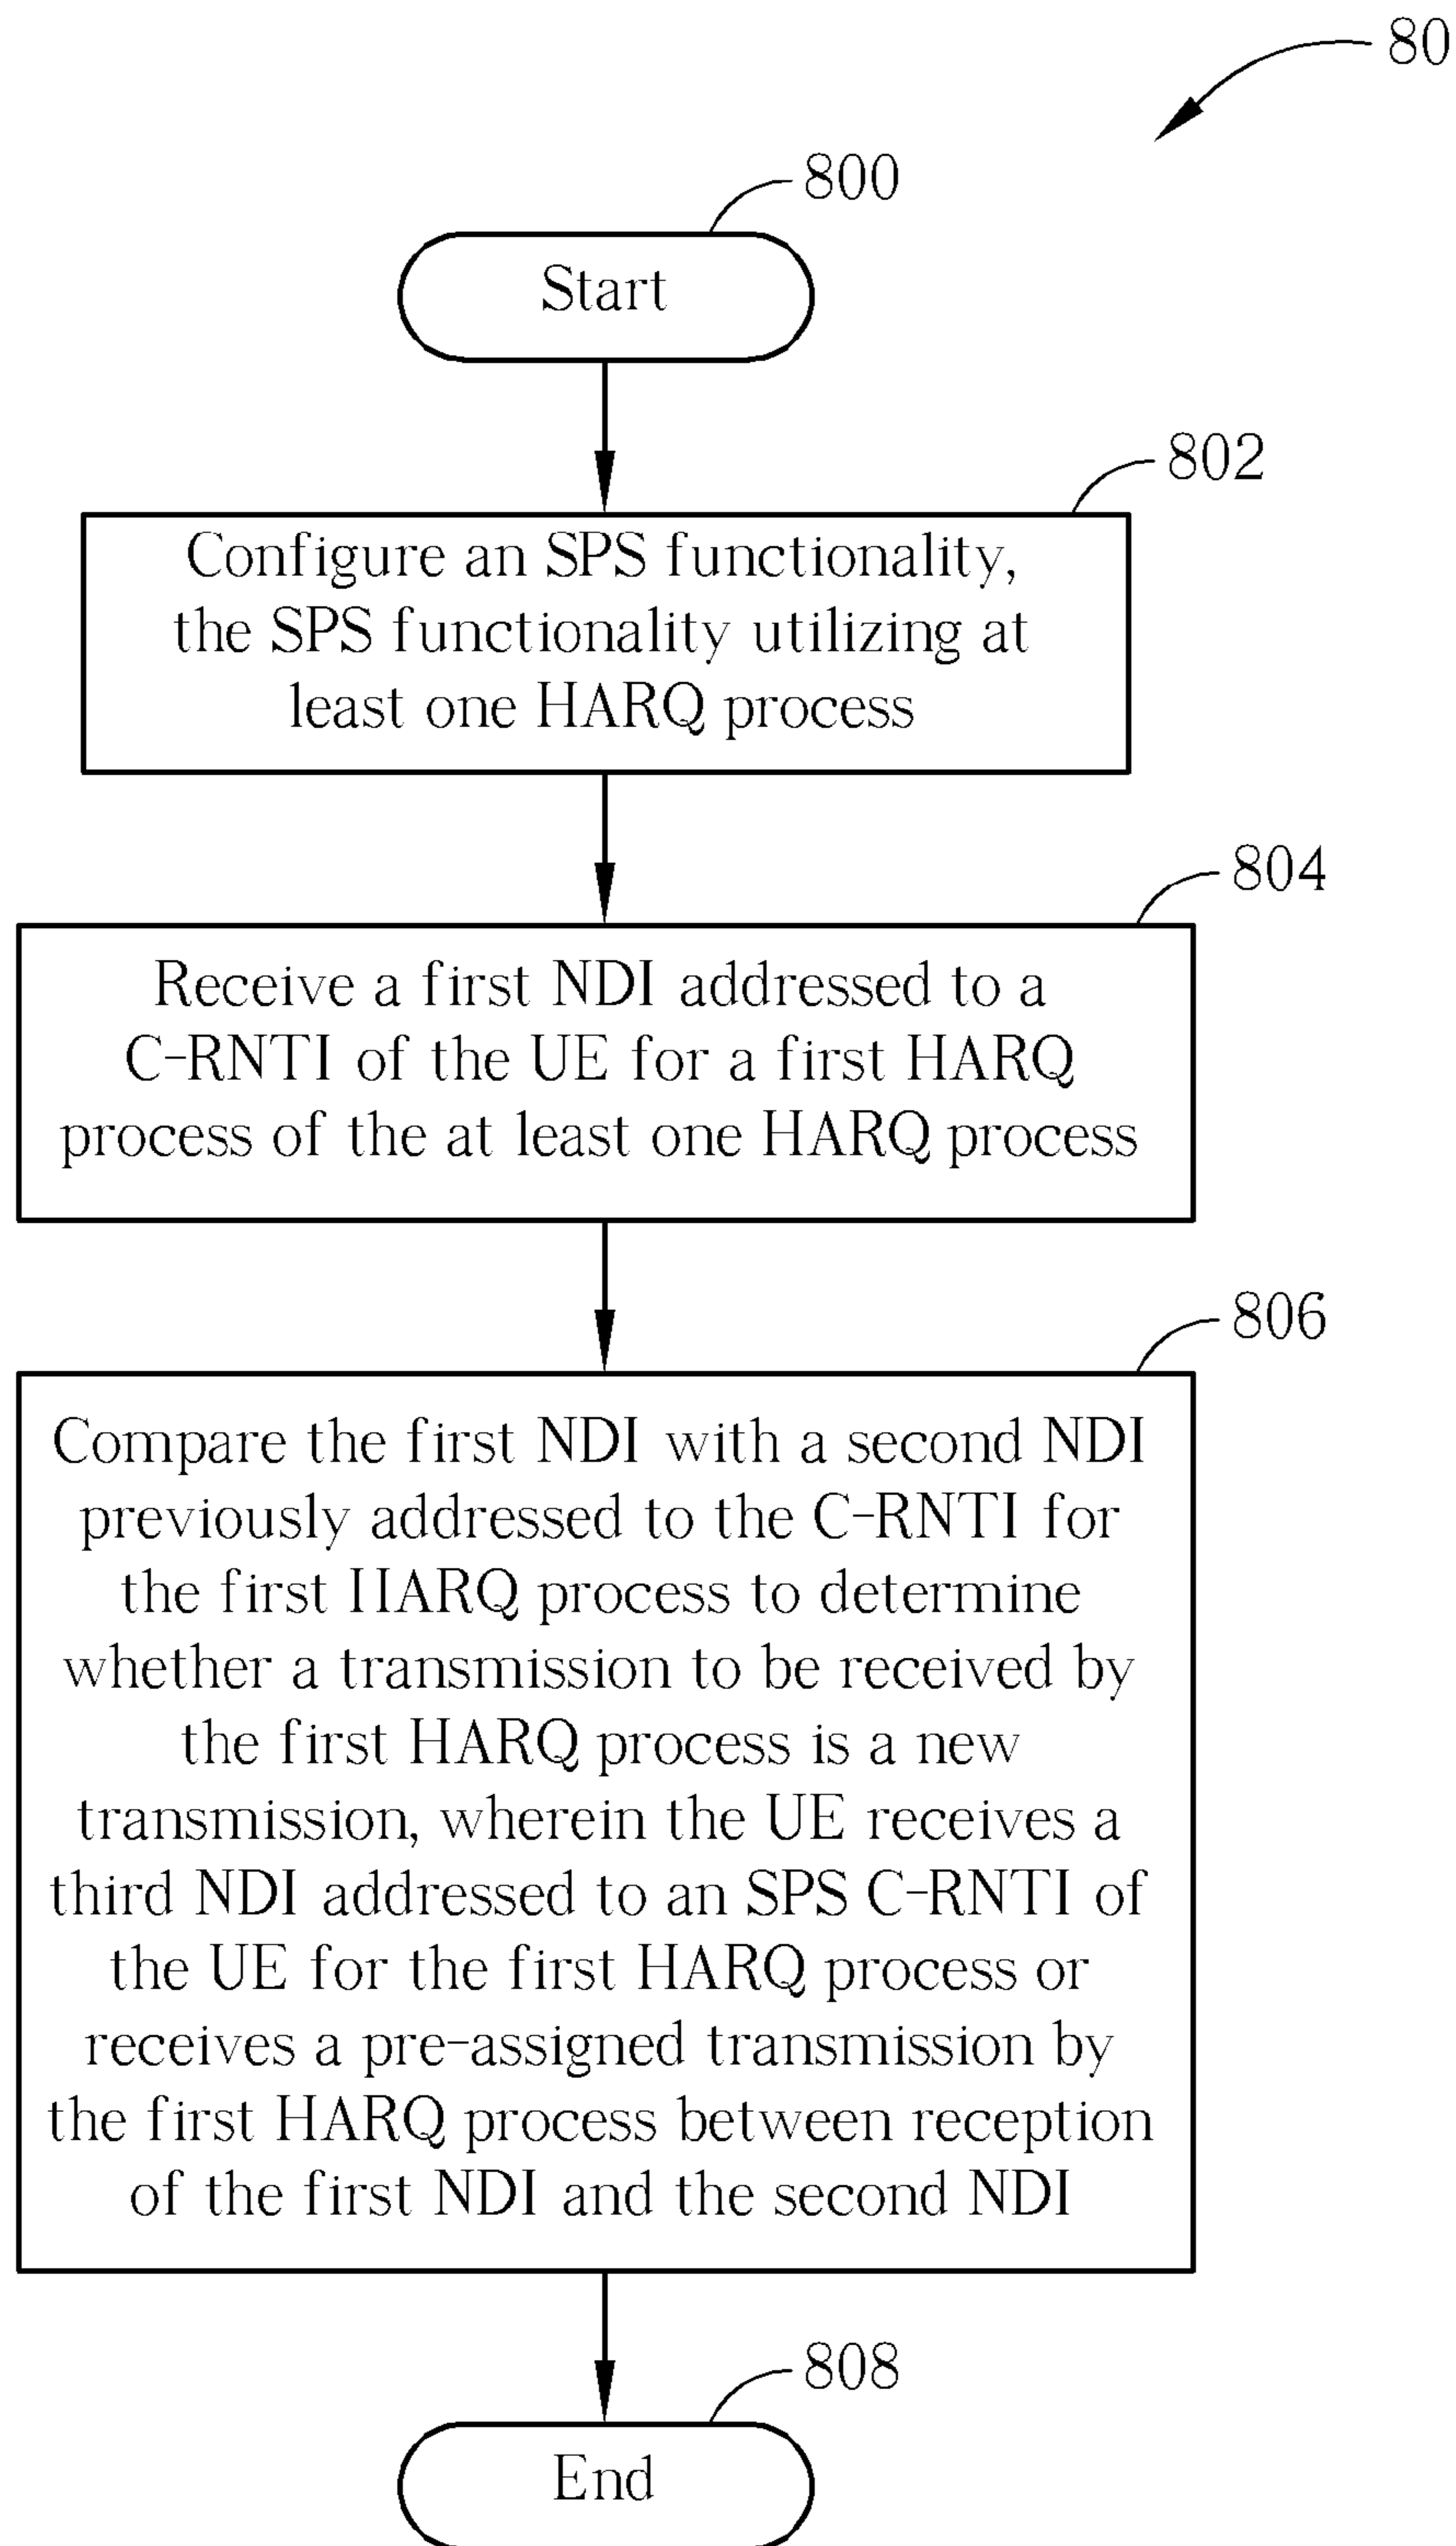 80
800
Start
802
Configure an SPS functionality,
the SPS functionality utilizing at
least one HARQ process
804
Receive a first NDI addressed to a
C-RNTI of the UE for a first HARQ
process of the at least one HARQ process
806
Compare the first NDI with a second NDI
previously addressed to the C-RNTI for
the first HARQ process to determine
whether a transmission to be received by
the first HARQ process is a new
transmission, wherein the UE receives a
third NDI addressed to an SPS C-RNTI of
the UE for the first HARQ process or
receives a pre-assigned transmission by
the first HARQ process between reception
of the first NDI and the second NDI
808
End